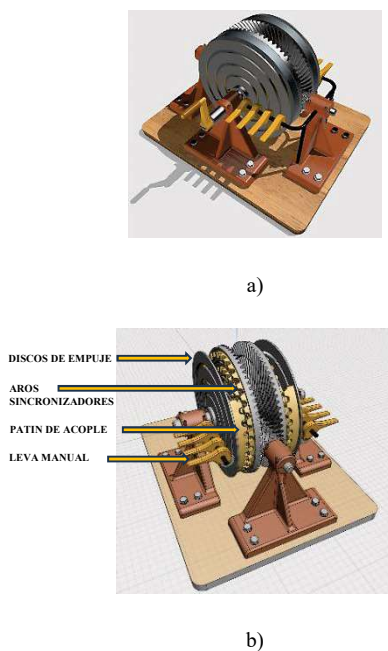 a)
DISCOS DE EMPUJE
AROS
SINCRONIZADORES
PATIN DE ACOPLE
LEVA MANUAL
b)